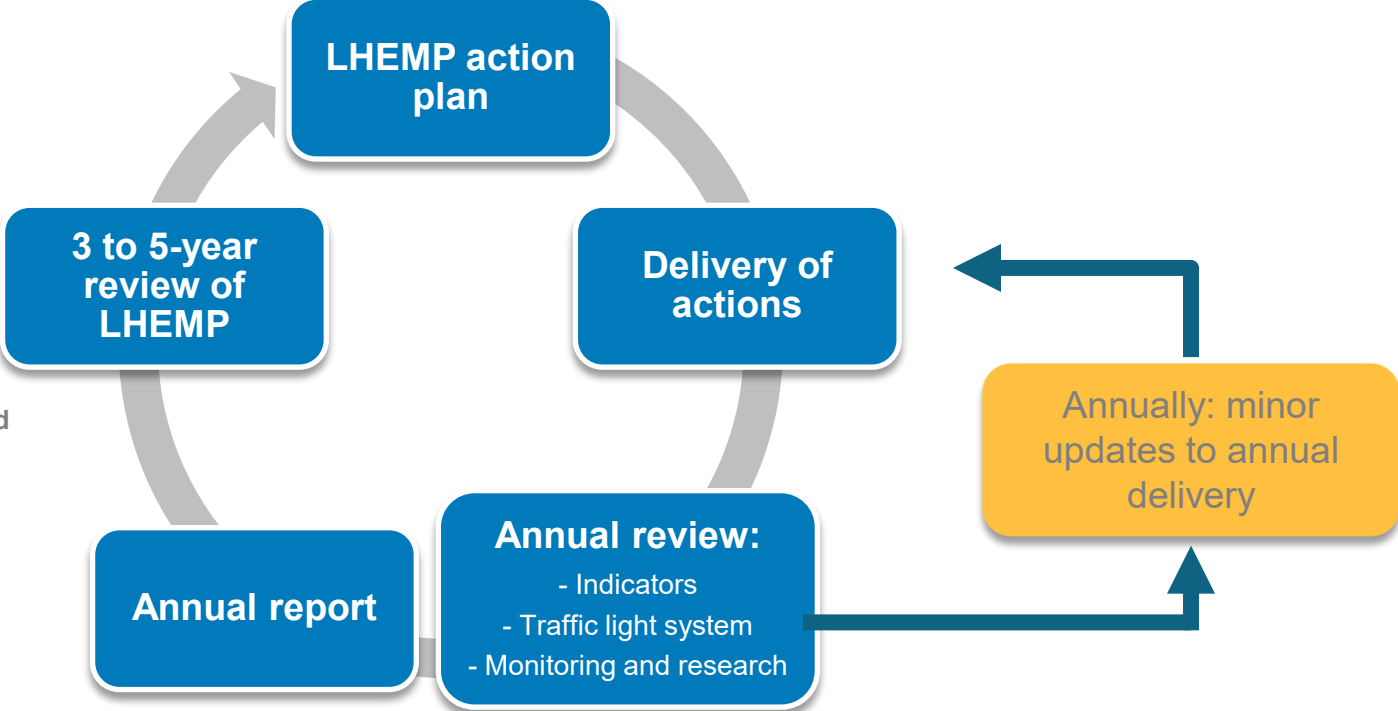 LHEMP action
plan
3 to 5-year
review of
LHEMP
Delivery of
actions
Annually: minor
updates to annual
delivery
Annual review:
- Indicators
- Traffic light system
- Monitoring and research
Annual report